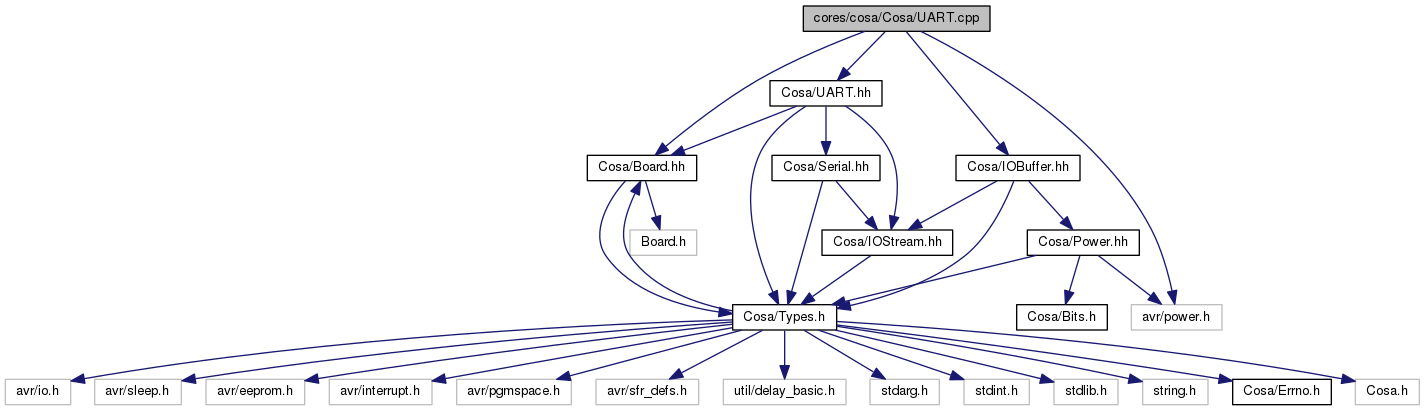 cores/cosa/Cosa/UART.cpp
Cosa/UART.hh
Cosa/Board.hh
Cosa/Serial.hh
Cosa/IOBuffer.hh
Board.h
Cosa/IOStream.hh
Cosa/Power.hh
Cosa/Types.h
Cosa/Bits.h
avr/power.h
avr/io.h
avr/sleep.h
avr/eeprom.h
avr/interrupt.h
avr/pgmspace.h
avr/sfr_defs.h
util/delay_basic.h
stdarg.h
stdint.h
stdlib.h
string.h
Cosa/Errno.h
Cosa.h